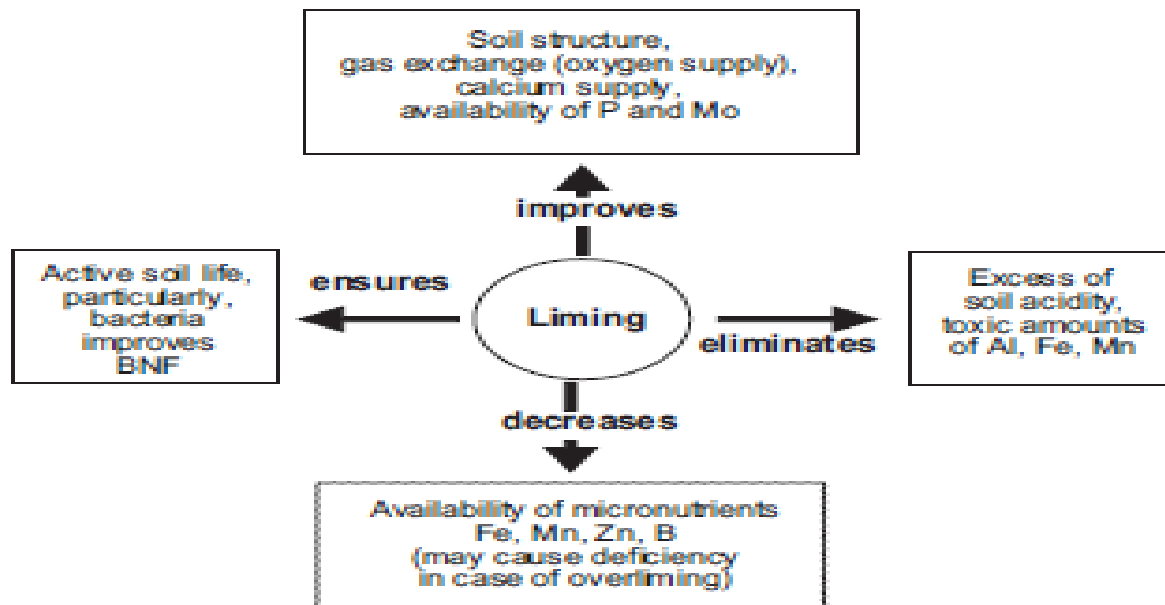 Soil structure,
gas exchange (oxygen supply),
calcium supply,
availability of P and Mo
improves
Active soil life,
particularly,
bacteria
improves
BNF
ensures
Liming
eliminates
Excess of
soil acidity,
toxic amounts
of Al, Fe, Mn
decreases
Availability of micronutrients
Fe, Mn, Zn, B
(may cause deficiency
in case of overliming)